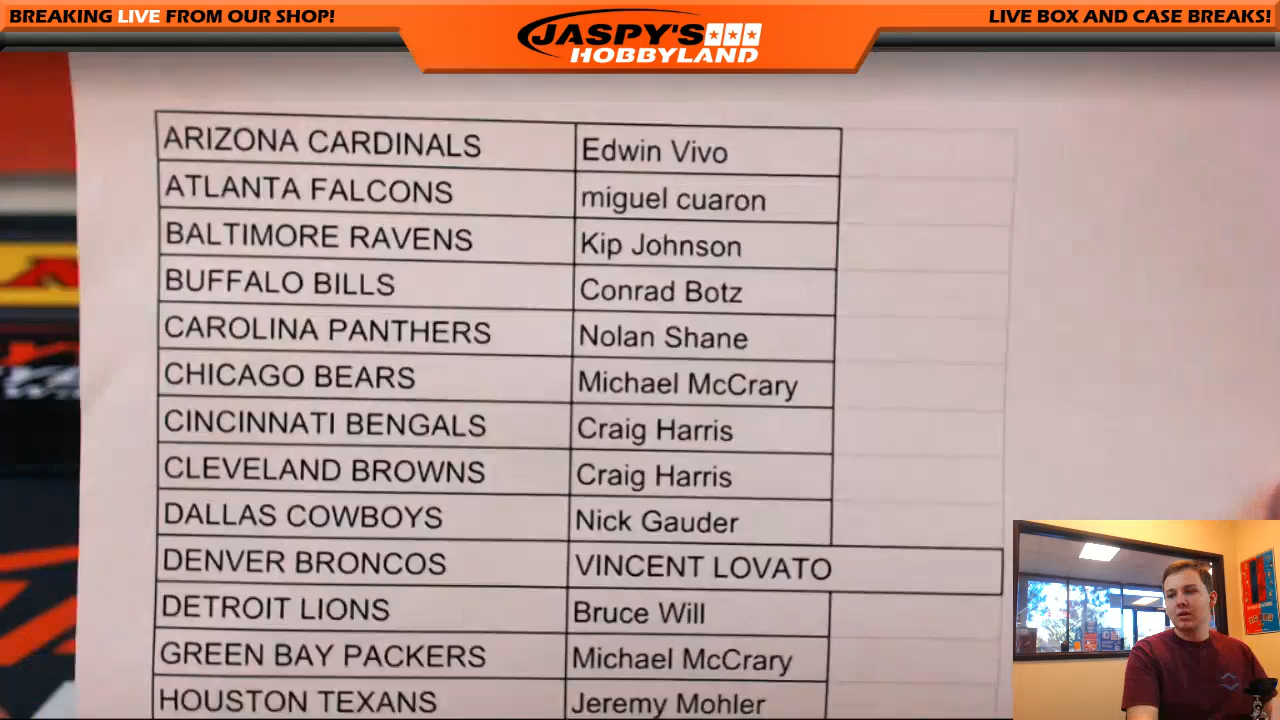 BREAKING LIVE FROM OUR SHOP!
JASPY'S
HOBBYLAND
LIVE BOX AND CASE BREAKS!
ARIZONA CARDINALS Edwin Vivo
ATLANTA FALCONS miguel cuaron
BALTIMORE RAVENS Kip Johnson
BUFFALO BILLS Conrad Botz
CAROLINA PANTHERS Nolan Shane
CHICAGO BEARS Michael McCrary
CINCINNATI BENGALS Craig Harris
CLEVELAND BROWNS Craig Harris
DALLAS COWBOYS Nick Gauder
DENVER BRONCOS VINCENT LOVATO
DETROIT LIONS Bruce Will
GREEN BAY PACKERS Michael McCrary
HOUSTON TEXANS Jeremy Mohler